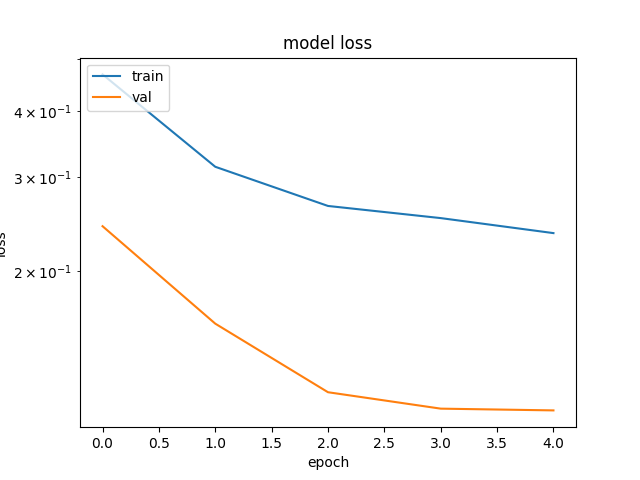 model loss
train
val
4 × 10⁻¹
3 × 10⁻¹
2 × 10⁻¹
loss
0.0 0.5 1.0 1.5 2.0 2.5 3.0 3.5 4.0
epoch